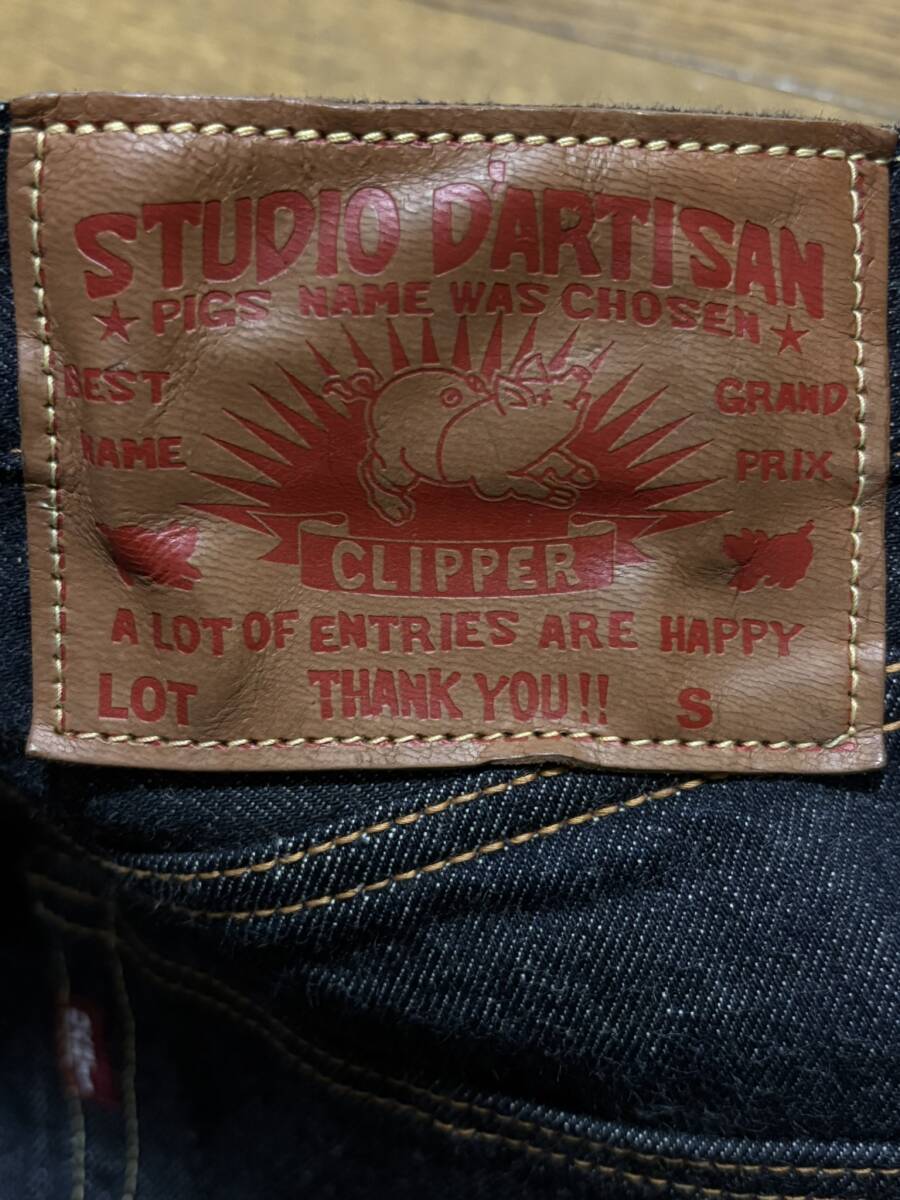 STUDIO D'ARTISAN
★ PIGS NAME WAS CHOSEN ★
BEST NAME
GRAND PRIX
CLIPPER
A LOT OF ENTRIES ARE HAPPY
LOT THANK YOU!! S